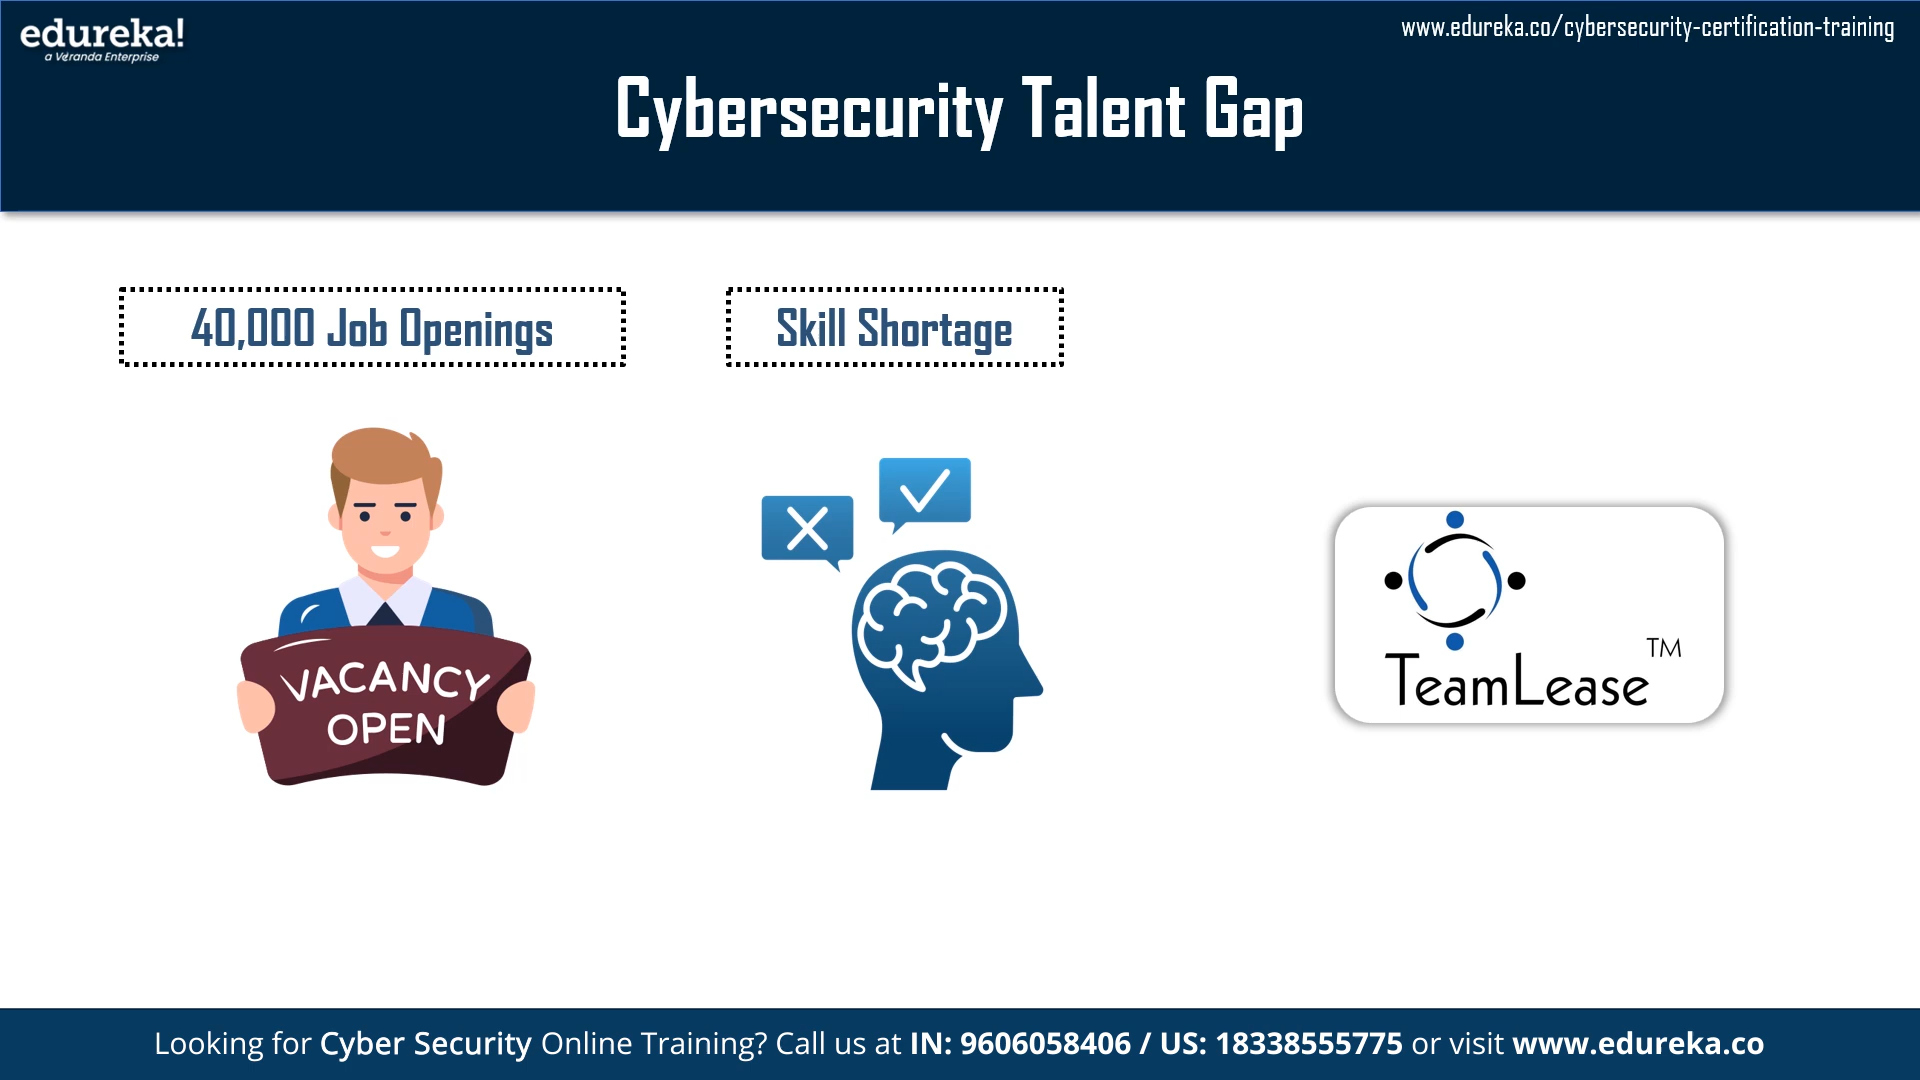 edureka!
a Veranda Enterprise
www.edureka.co/cybersecurity-certification-training
Cybersecurity Talent Gap
40,000 Job Openings
Skill Shortage
VACANCY
OPEN
TeamLease TM
Looking for Cyber Security Online Training? Call us at IN: 9606058406 / US: 18338555775 or visit www.edureka.co